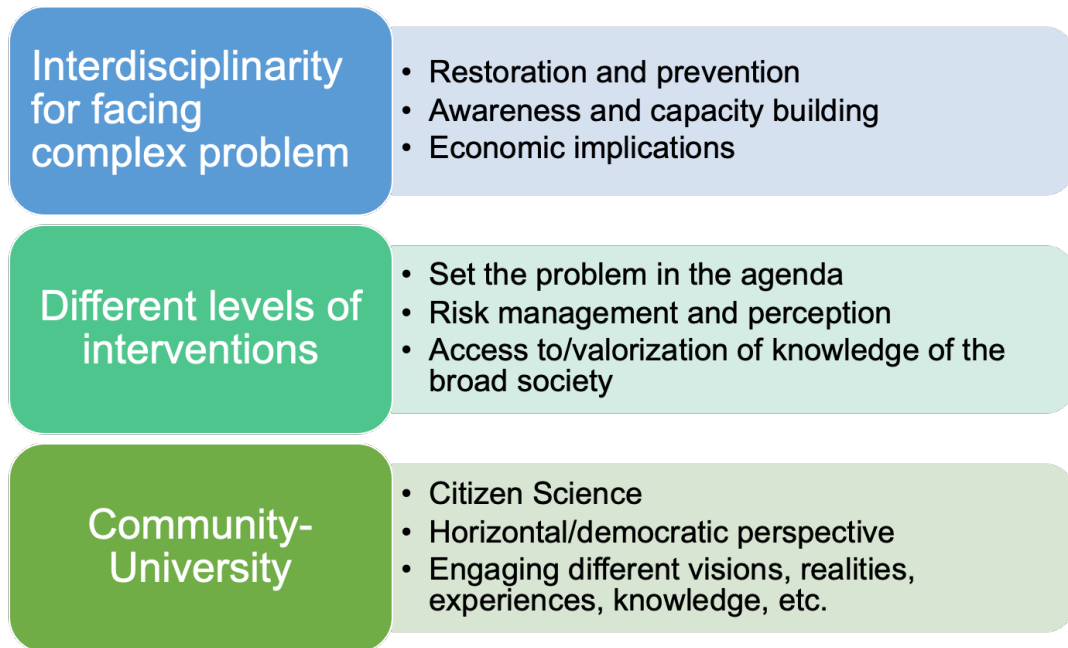 Interdisciplinarity
for facing
complex problem
• Restoration and prevention
• Awareness and capacity building
• Economic implications
Different levels of
interventions
• Set the problem in the agenda
• Risk management and perception
• Access to/valorization of knowledge of the
broad society
Community-
University
• Citizen Science
• Horizontal/democratic perspective
• Engaging different visions, realities,
experiences, knowledge, etc.